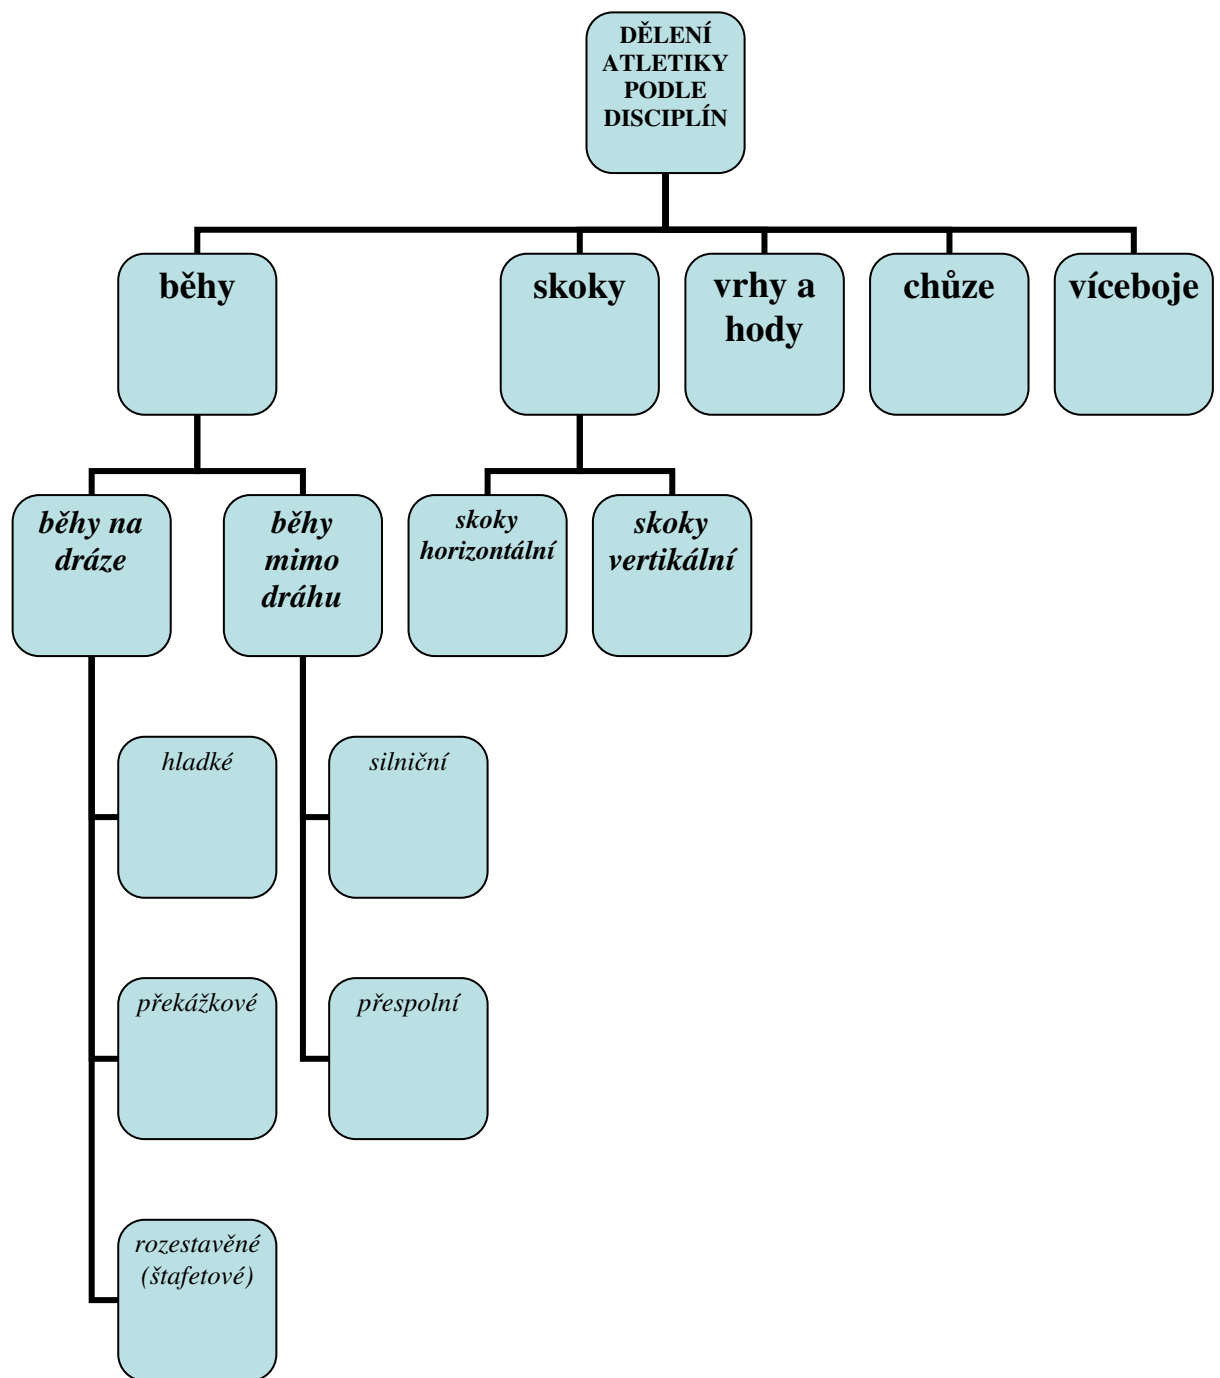 DĚLENÍ
ATLETIKY
PODLE
DISCIPLÍN
běhy
skoky
vrhy a
hody
chůze
víceboje
běhy na
dráze
běhy
mimo
dráhu
skoky
horizontální
skoky
vertikální
hladké
silniční
překážkové
přespolní
rozestavěné
(štafetové)